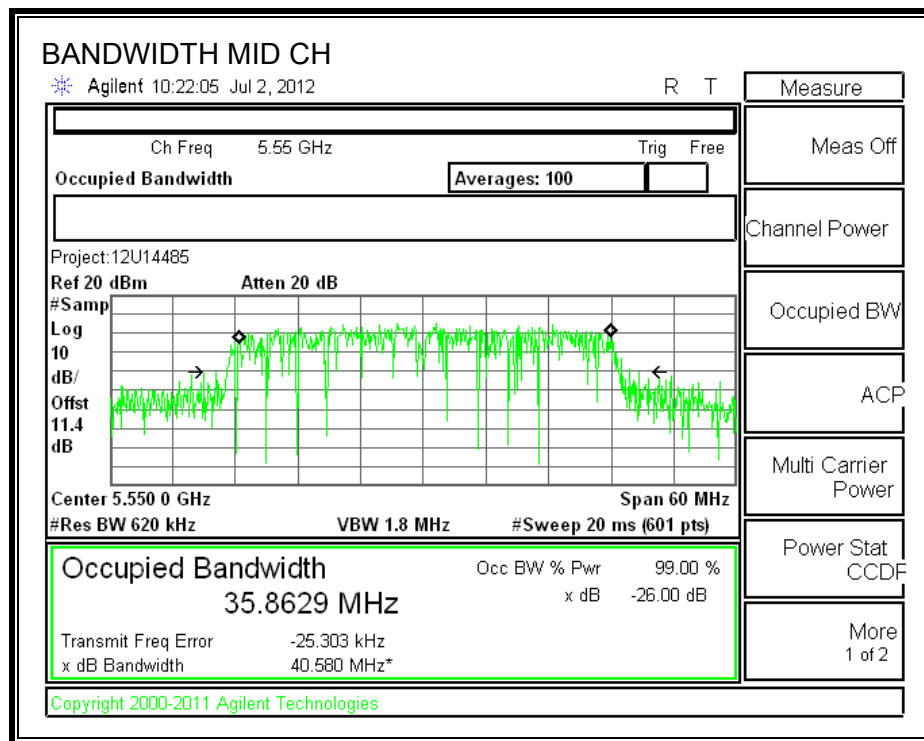 BANDWIDTH MID CH
Agilent 10:22:05 Jul 2, 2012 R T
Measure
Ch Freq 5.55 GHz Trig Free
Meas Off
Occupied Bandwidth Averages: 100
Channel Power
Project:12U14485
Ref 20 dBm Atten 20 dB
#Samp
Log
10
dB/
Offst
11.4
dB
Occupied BW
ACP
Multi Carrier
Power
Center 5.550 0 GHz Span 60 MHz
#Res BW 620 kHz VBW 1.8 MHz #Sweep 20 ms (601 pts)
Power Stat
CCDF
Occupied Bandwidth Occ BW % Pwr 99.00 %
35.8629 MHz x dB -26.00 dB
Transmit Freq Error -25.303 kHz
x dB Bandwidth 40.580 MHz*
More
1 of 2
Copyright 2000-2011 Agilent Technologies